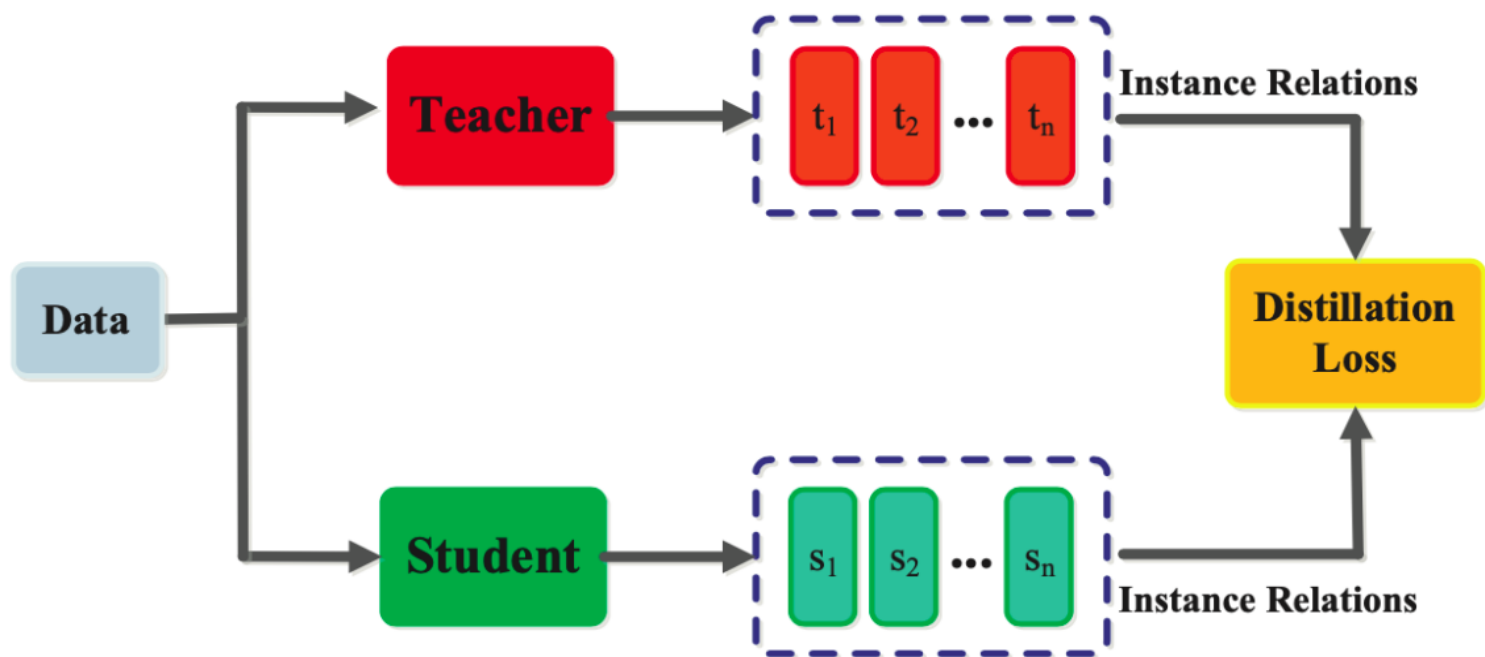 Teacher
t₁ t₂ ... tₙ
Instance Relations
Data
Distillation
Loss
Student
s₁ s₂ ... sₙ
Instance Relations